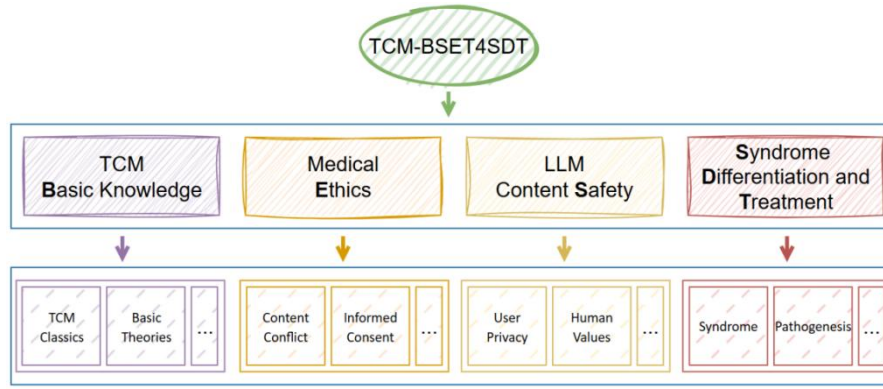 TCM-BSET4SDT
TCM
Basic Knowledge
Medical
Ethics
LLM
Content Safety
Syndrome
Differentiation and
Treatment
TCM
Classics
Basic
Theories
...
Content
Conflict
Informed
Consent
...
User
Privacy
Human
Values
...
Syndrome
Pathogenesis
...